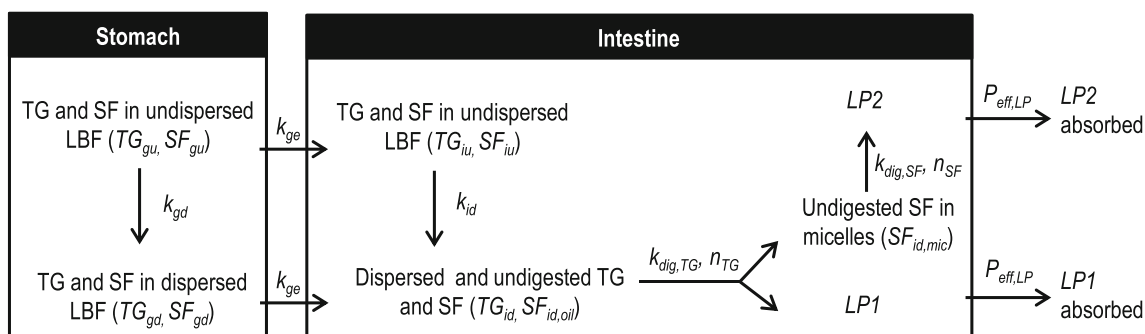 Stomach
Intestine
TG and SF in undispersed
LBF (TGgu, SFgu)
kge
TG and SF in undispersed
LBF (TGiu, SFiu)
LP2
Peff,LP
LP2
absorbed
kgd
kid
kdig,SF, nSF
Undigested SF in
micelles (SFid,mic)
TG and SF in dispersed
LBF (TGgd, SFgd)
kge
Dispersed and undigested TG
and SF (TGid, SFid,oil)
kdig,TG, nTG
LP1
Peff,LP
LP1
absorbed